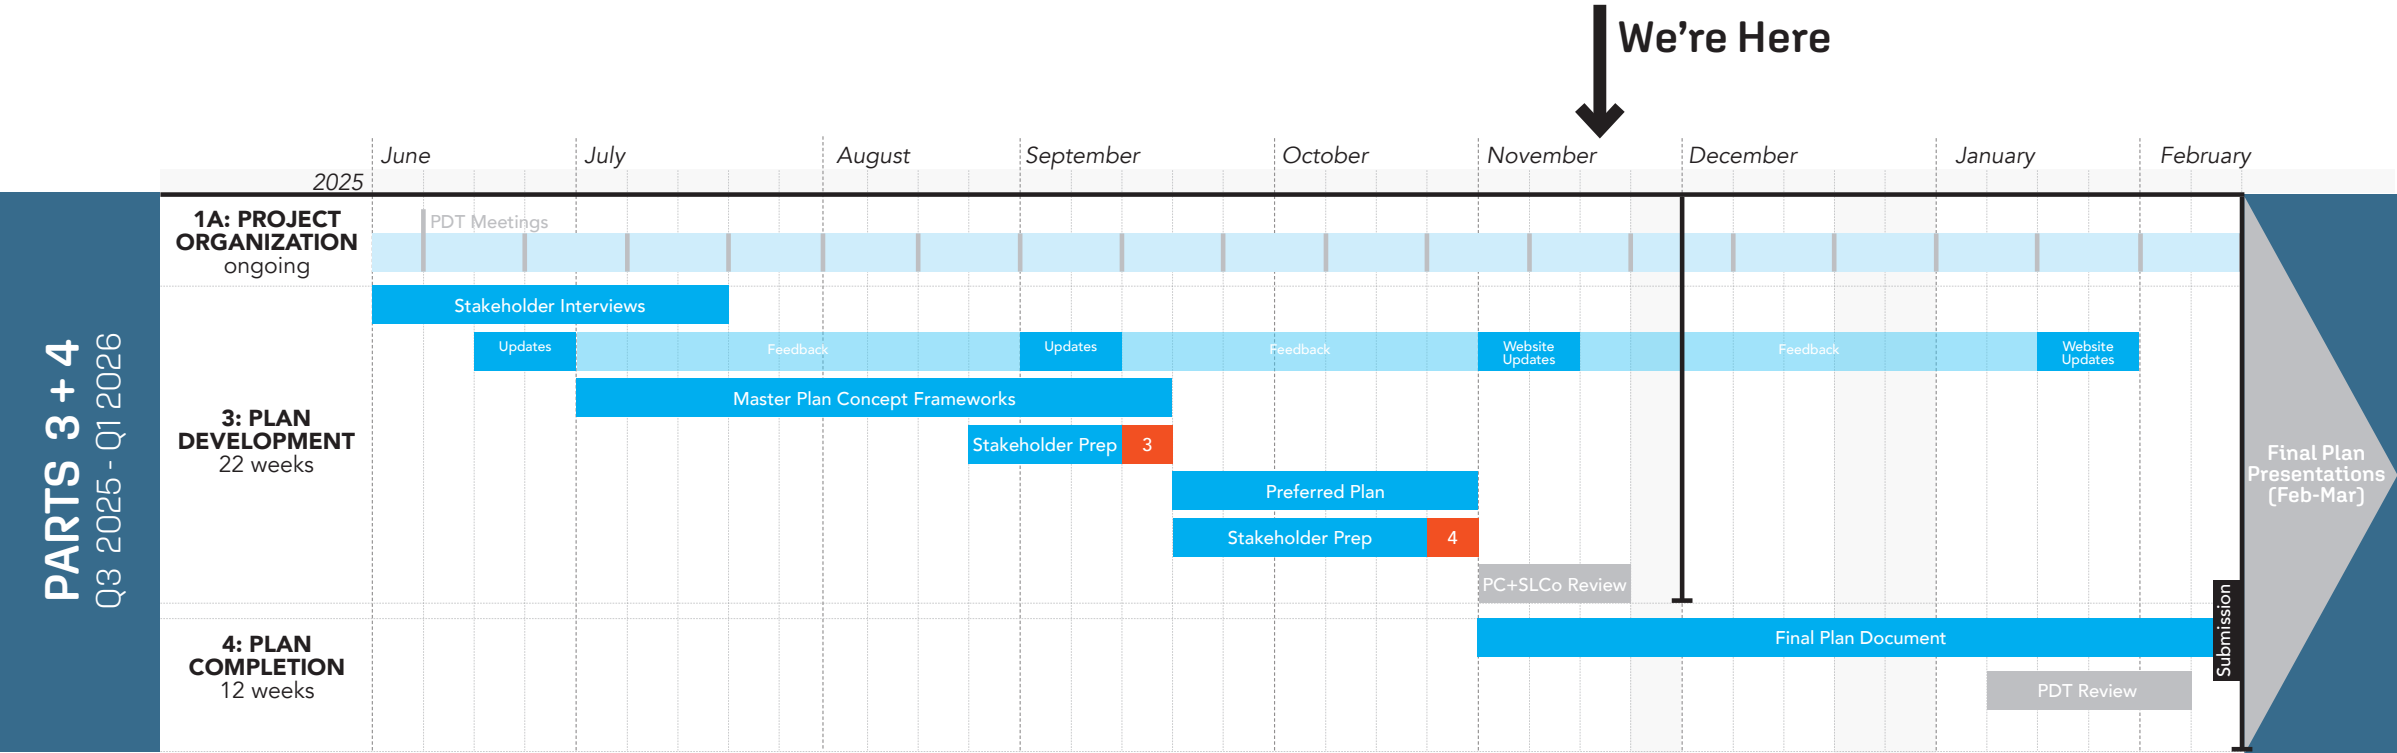 We're Here
June
July
August
September
October
November
December
January
February
2025
PARTS 3 + 4
Q3 2025 - Q1 2026
1A: PROJECT
ORGANIZATION
ongoing
PDT Meetings
3: PLAN
DEVELOPMENT
22 weeks
Stakeholder Interviews
Updates
Feedback
Updates
Feedback
Website
Updates
Feedback
Website
Updates
Master Plan Concept Frameworks
Stakeholder Prep
3
Preferred Plan
Stakeholder Prep
4
PC+SLCo Review
4: PLAN
COMPLETION
12 weeks
Final Plan Document
Submission
PDT Review
Final Plan
Presentations
(Feb-Mar)